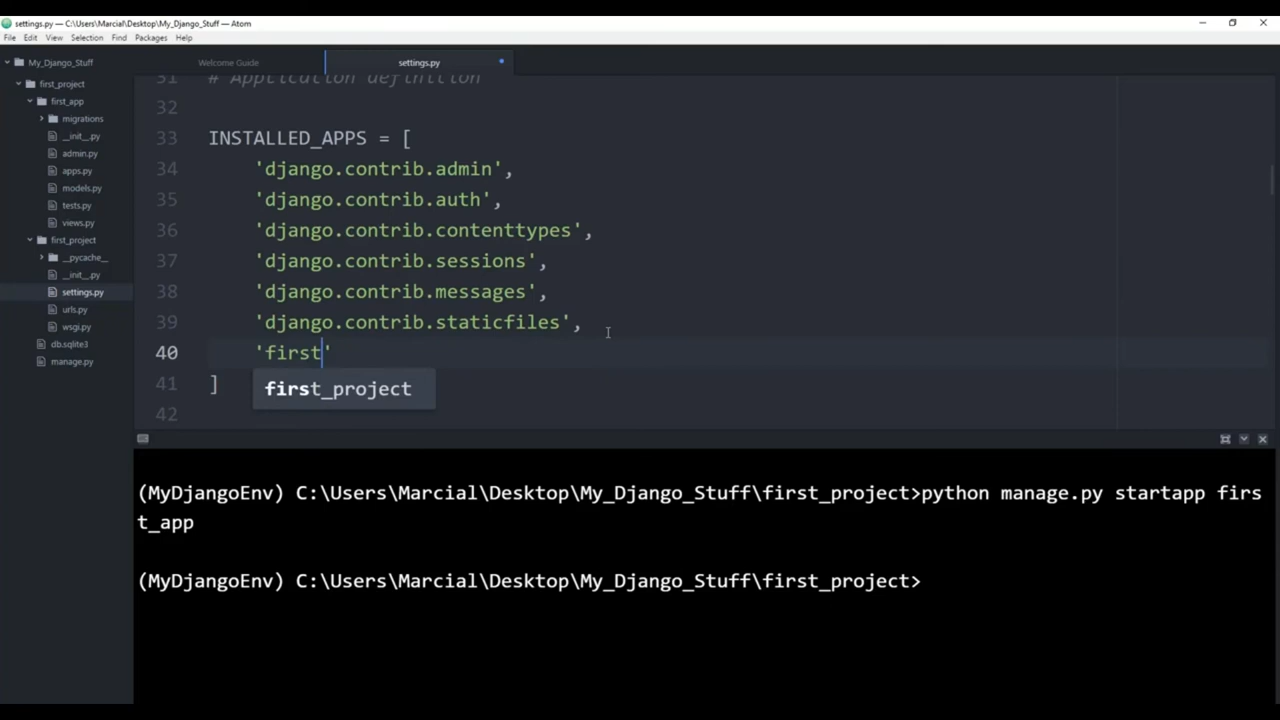 settings.py — C:\Users\Marcial\Desktop\My_Django_Stuff — Atom
File Edit View Selection Find Packages Help
My_Django_Stuff
first_project
first_app
migrations
__init__.py
admin.py
apps.py
models.py
tests.py
views.py
first_project
__pycache__
__init__.py
settings.py
urls.py
wsgi.py
db.sqlite3
manage.py
Welcome Guide
settings.py
31 # Application definition
32
33 INSTALLED_APPS = [
34 'django.contrib.admin',
35 'django.contrib.auth',
36 'django.contrib.contenttypes',
37 'django.contrib.sessions',
38 'django.contrib.messages',
39 'django.contrib.staticfiles',
40 'first'
41 ]
first_project
42
(MyDjangoEnv) C:\Users\Marcial\Desktop\My_Django_Stuff\first_project>python manage.py startapp firs
t_app
(MyDjangoEnv) C:\Users\Marcial\Desktop\My_Django_Stuff\first_project>